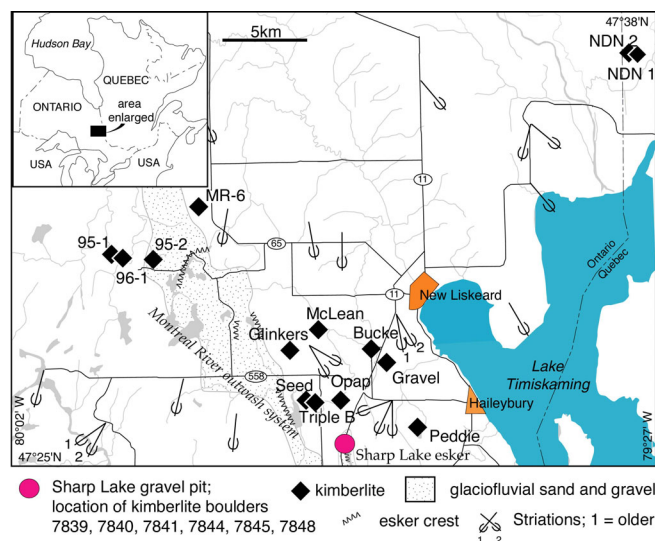 Hudson Bay
QUEBEC
ONTARIO
area
enlarged
USA
USA
5km
47°38'N
NDN 2
NDN 1
11
MR-6
95-1
95-2
96-1
65
Ontario
Quebec
11
New Liskeard
McLean
Glinkers
Bucke
1 2
Gravel
Montreal River outwash system
558
Lake
Timiskaming
Seed
Opap
Triple B
Haileybury
Peddie
80°02'W
1
2
47°25'N
Sharp Lake esker
79°27'W
Sharp Lake gravel pit;
location of kimberlite boulders
7839, 7840, 7841, 7844, 7845, 7848
kimberlite
glaciofluvial sand and gravel
esker crest
Striations; 1 = older
1 2